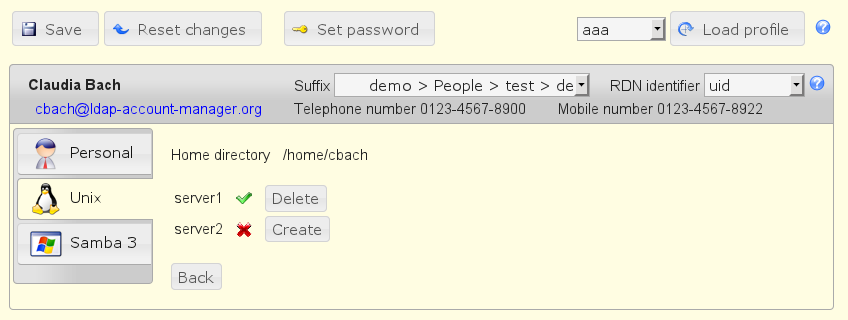 Save Reset changes Set password aaa Load profile
Claudia Bach Suffix demo > People > test > de RDN identifier uid
cbach@ldap-account-manager.org Telephone number 0123-4567-8900 Mobile number 0123-4567-8922
Personal
Home directory /home/cbach
Unix
server1 Delete
server2 Create
Samba 3
Back